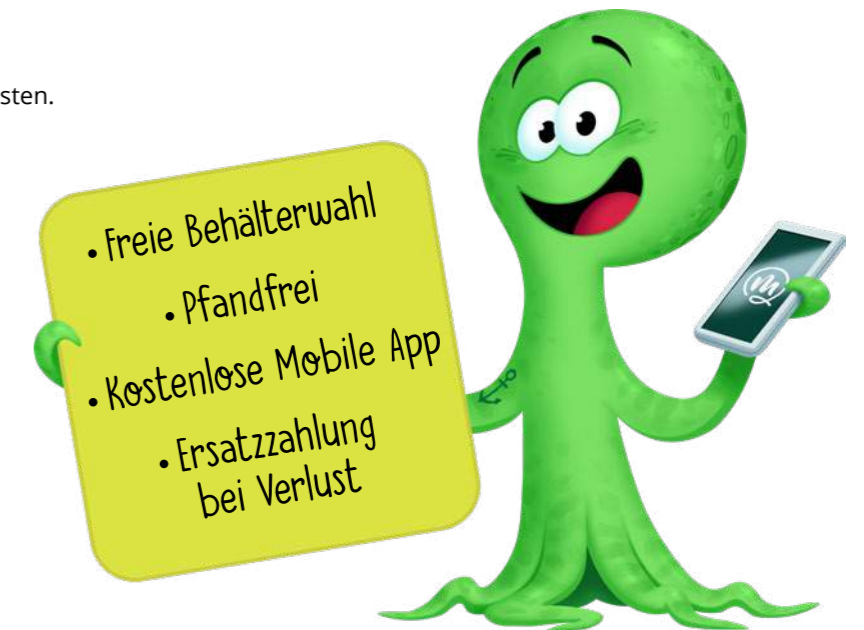 sten.
• Freie Behälterwahl
• Pfandfrei
• Kostenlose Mobile App
• Ersatzzahlung
bei Verlust